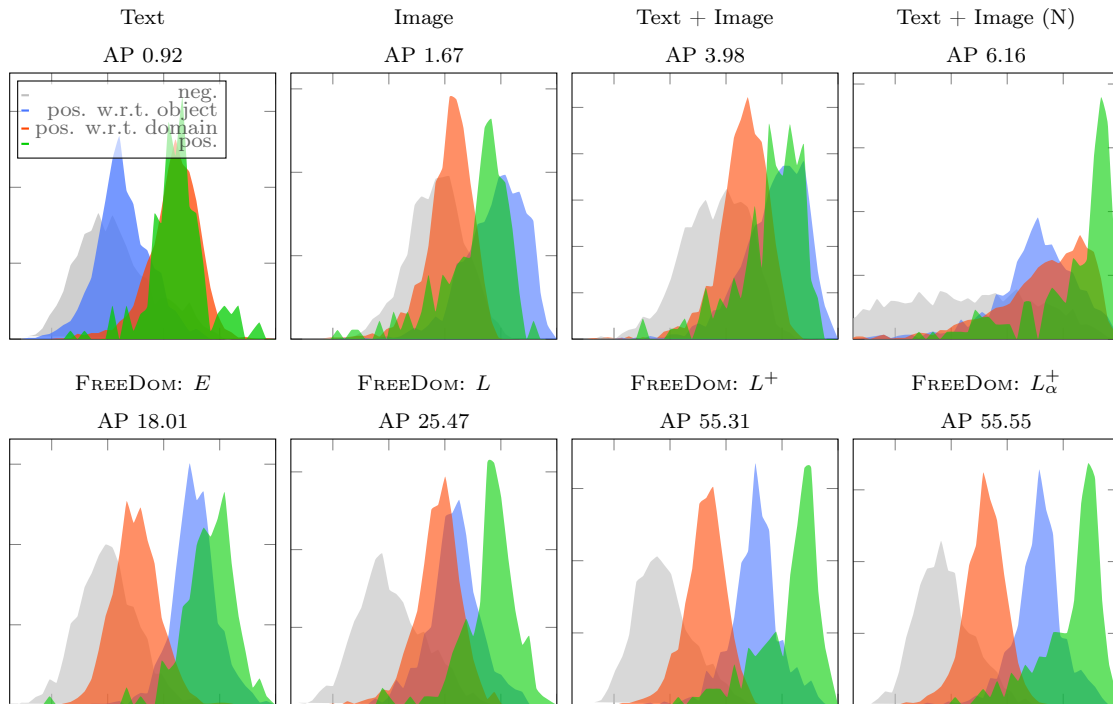 Text
Image
Text + Image
Text + Image (N)
AP 0.92
AP 1.67
AP 3.98
AP 6.16
neg.
pos. w.r.t. object
pos. w.r.t. domain
pos.
FREEDOM: E
FREEDOM: L
FREEDOM: L⁺
FREEDOM: L⁺α
AP 18.01
AP 25.47
AP 55.31
AP 55.55